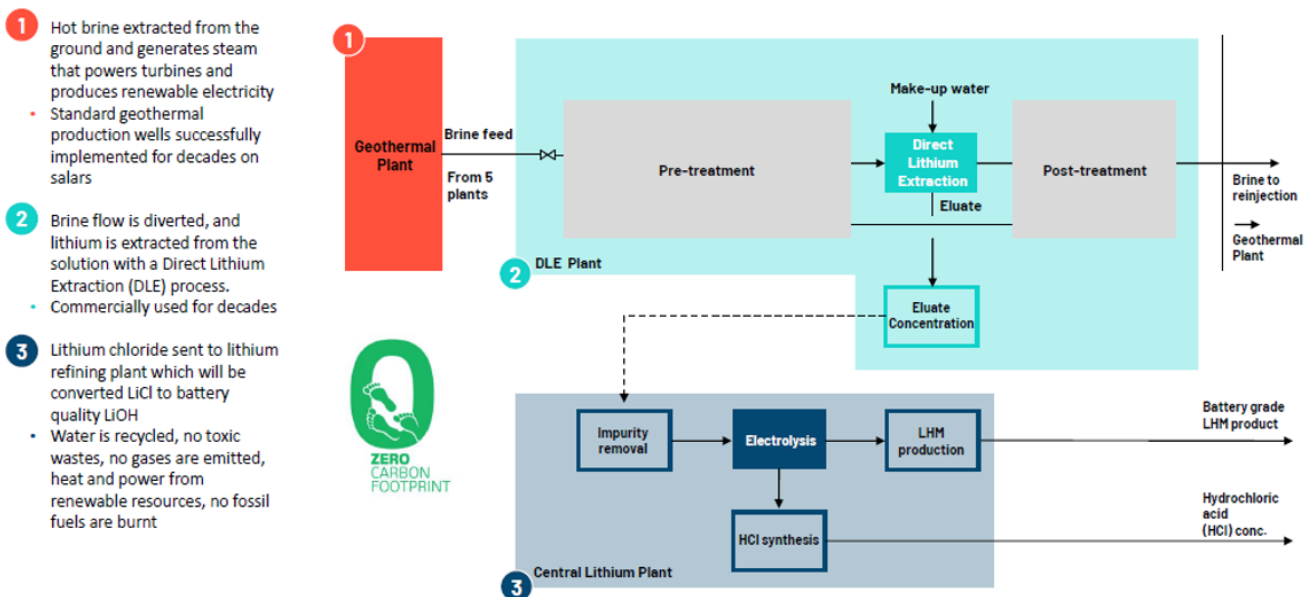 1
Hot brine extracted from the
ground and generates steam
that powers turbines and
produces renewable electricity
• Standard geothermal
production wells successfully
implemented for decades on
salars
2
Brine flow is diverted, and
lithium is extracted from the
solution with a Direct Lithium
Extraction (DLE) process.
• Commercially used for decades
3
Lithium chloride sent to lithium
refining plant which will be
converted LiCl to battery
quality LiOH
• Water is recycled, no toxic
wastes, no gases are emitted,
heat and power from
renewable resources, no fossil
fuels are burnt
ZERO
CARBON
FOOTPRINT
1
Geothermal
Plant
Brine feed
From 5
plants
Pre-treatment
Make-up water
Direct
Lithium
Extraction
Eluate
Post-treatment
Brine to
reinjection
Geothermal
Plant
2
DLE Plant
Eluate
Concentration
Impurity
removal
Electrolysis
LHM
production
Battery grade
LHM product
HCl synthesis
Hydrochloric
acid
(HCl) conc.
3
Central Lithium Plant